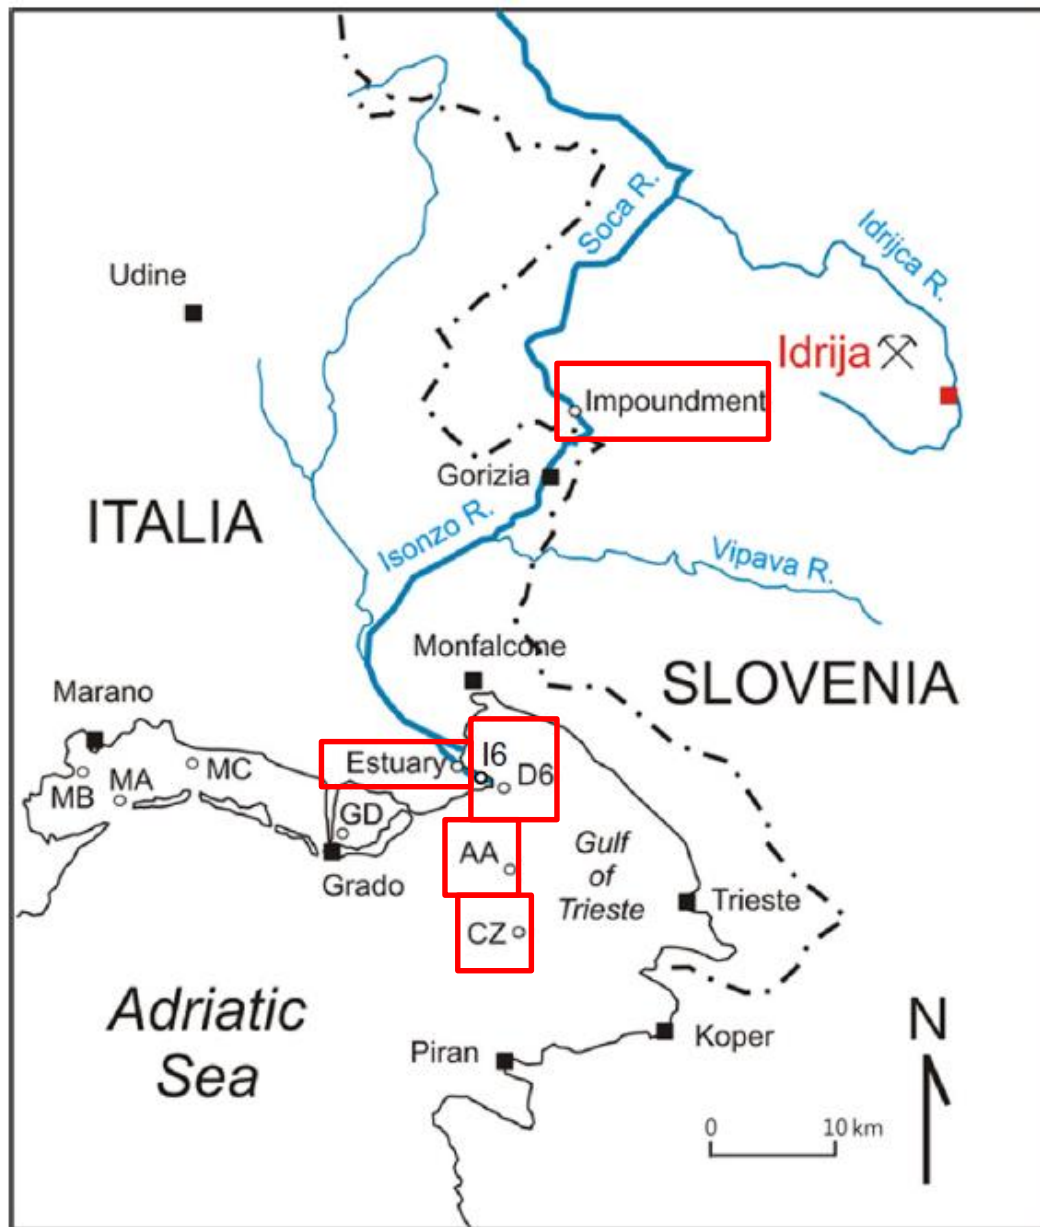 Soca R.
Idrijca R.
Udine
Idrija
Impoundment
Gorizia
ITALIA
Isonzo R.
Vipava R.
Monfalcone
SLOVENIA
Marano
Estuary
I6
D6
MC
MB
MA
GD
AA
Gulf
of
Trieste
Grado
Trieste
CZ
Adriatic
Sea
N
Koper
Piran
0 10 km